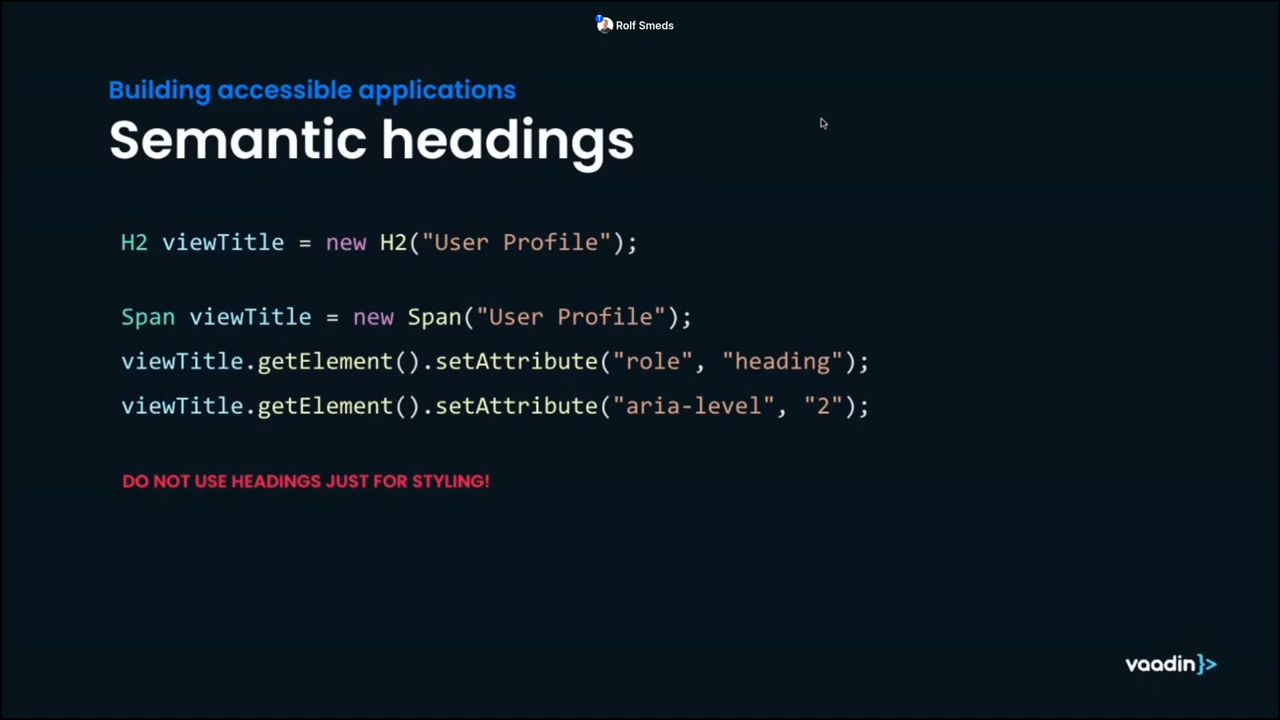 Rolf Smeds
Building accessible applications
Semantic headings
H2 viewTitle = new H2("User Profile");
Span viewTitle = new Span("User Profile");
viewTitle.getElement().setAttribute("role", "heading");
viewTitle.getElement().setAttribute("aria-level", "2");
DO NOT USE HEADINGS JUST FOR STYLING!
vaadin}>